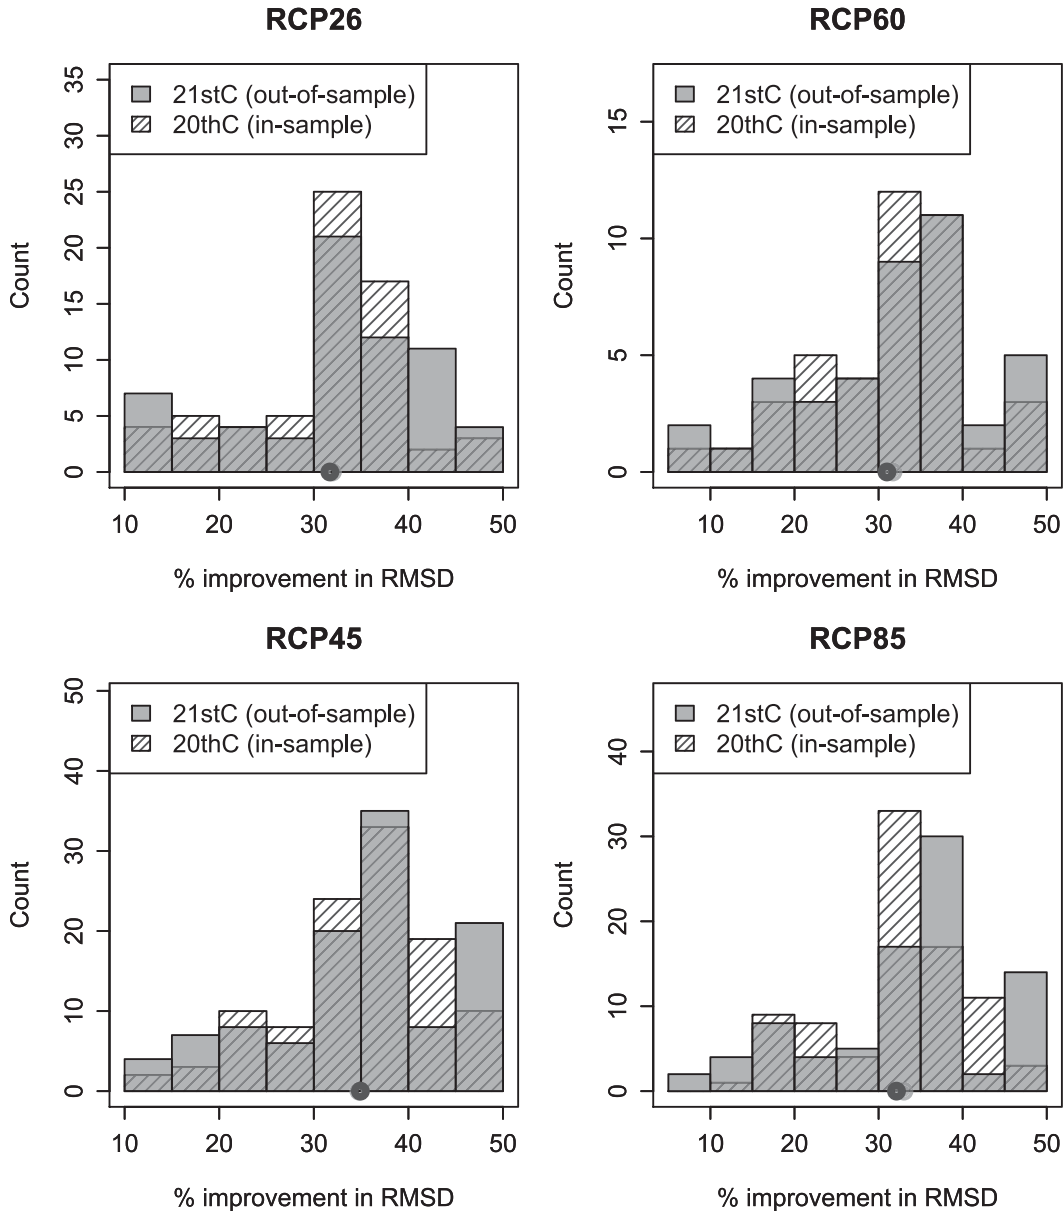 RCP26
21stC (out-of-sample)
20thC (in-sample)
Count
35
30
25
20
15
10
5
0
10 20 30 40 50
% improvement in RMSD
RCP60
21stC (out-of-sample)
20thC (in-sample)
Count
15
10
5
0
10 20 30 40 50
% improvement in RMSD
RCP45
21stC (out-of-sample)
20thC (in-sample)
Count
50
40
30
20
10
0
10 20 30 40 50
% improvement in RMSD
RCP85
21stC (out-of-sample)
20thC (in-sample)
Count
40
30
20
10
0
10 20 30 40 50
% improvement in RMSD